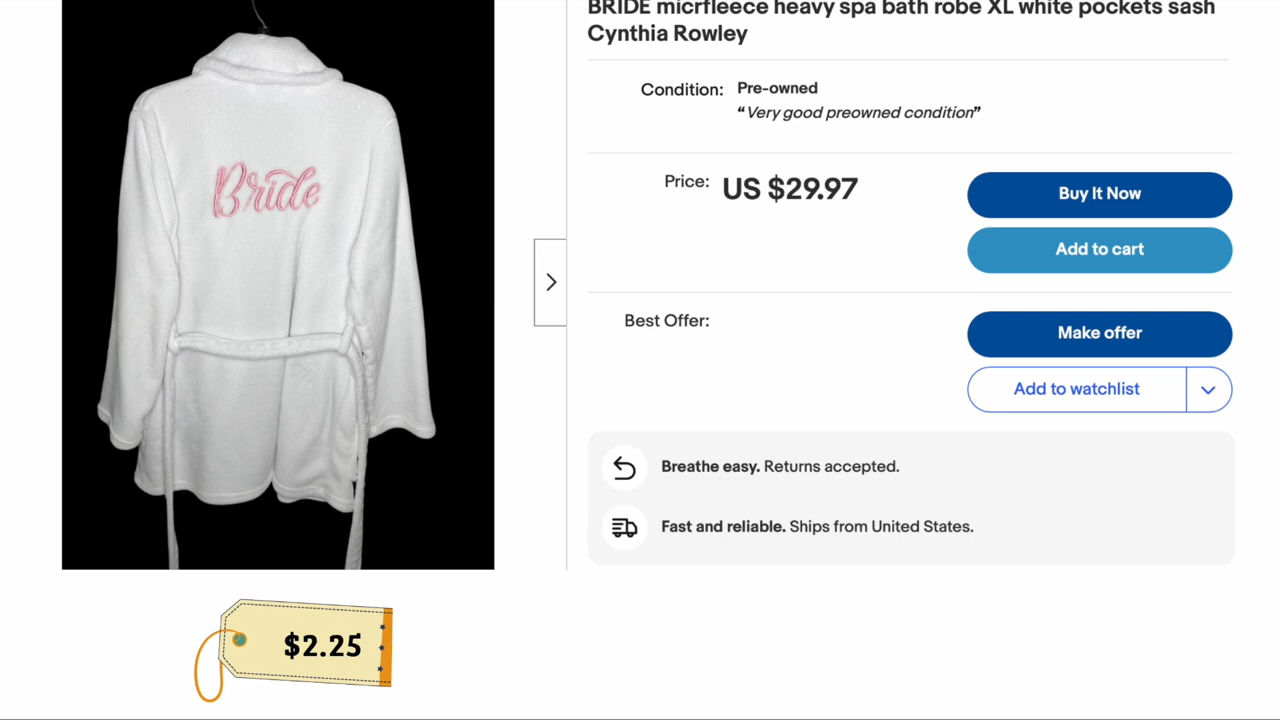 BRIDE micrfleece heavy spa bath robe XL white pockets sash
Cynthia Rowley
Condition: Pre-owned
“Very good preowned condition”
Bride
Price: US $29.97
Buy It Now
Add to cart
Best Offer:
Make offer
Add to watchlist
Breathe easy. Returns accepted.
Fast and reliable. Ships from United States.
$2.25